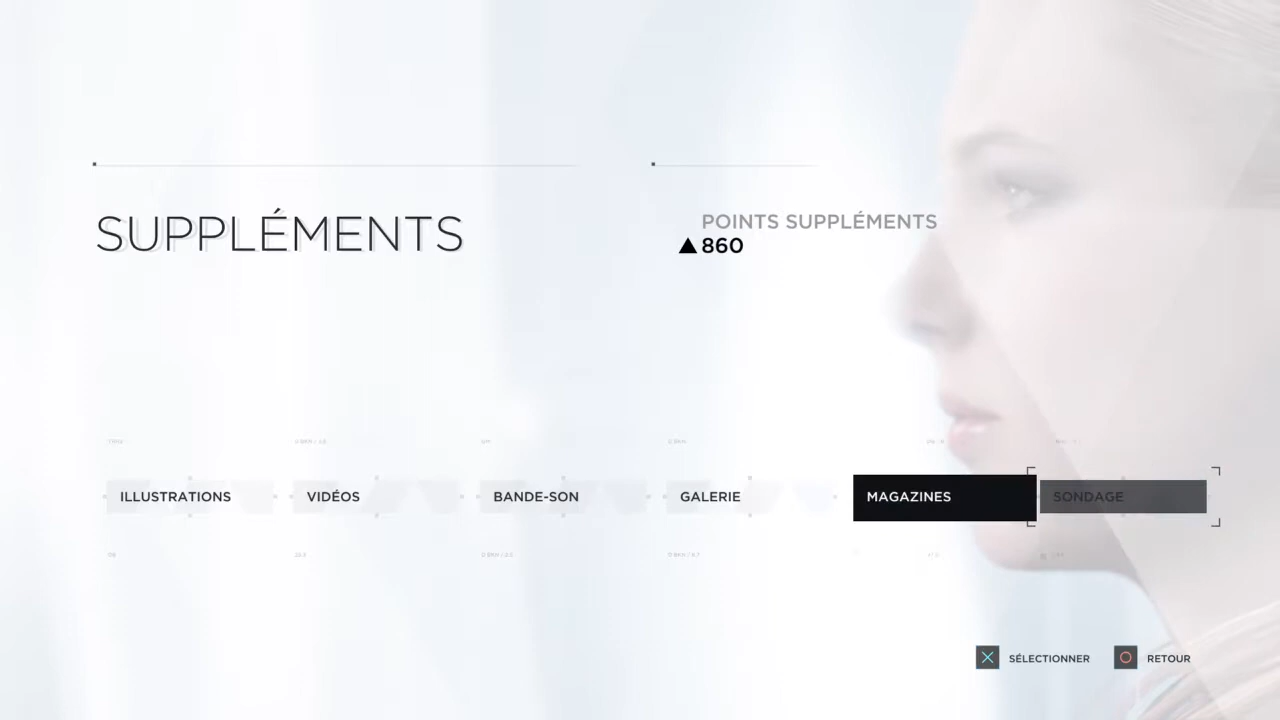 SUPPLÉMENTS
POINTS SUPPLÉMENTS
▲860
ILLUSTRATIONS
VIDÉOS
BANDE-SON
GALERIE
MAGAZINES
SONDAGE
SÉLECTIONNER
RETOUR